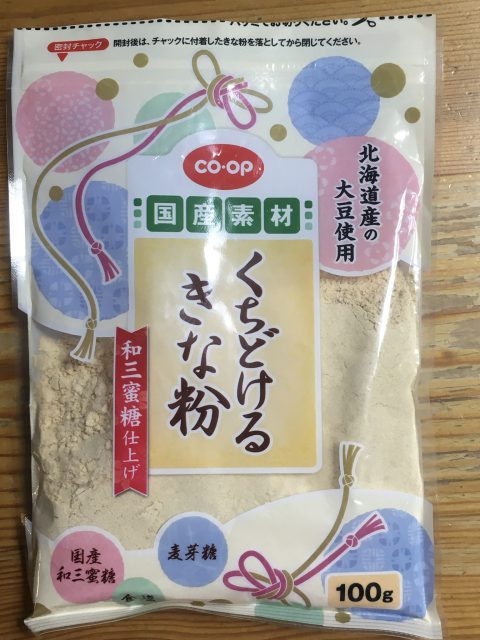 密封チャック
開封後は、チャックに付着したきな粉を落としてから閉じてください。
co・op
国産素材
北海道産の
大豆使用
くちどける
きな粉
和三蜜糖仕上げ
国産
和三蜜糖
麦芽糖
100g